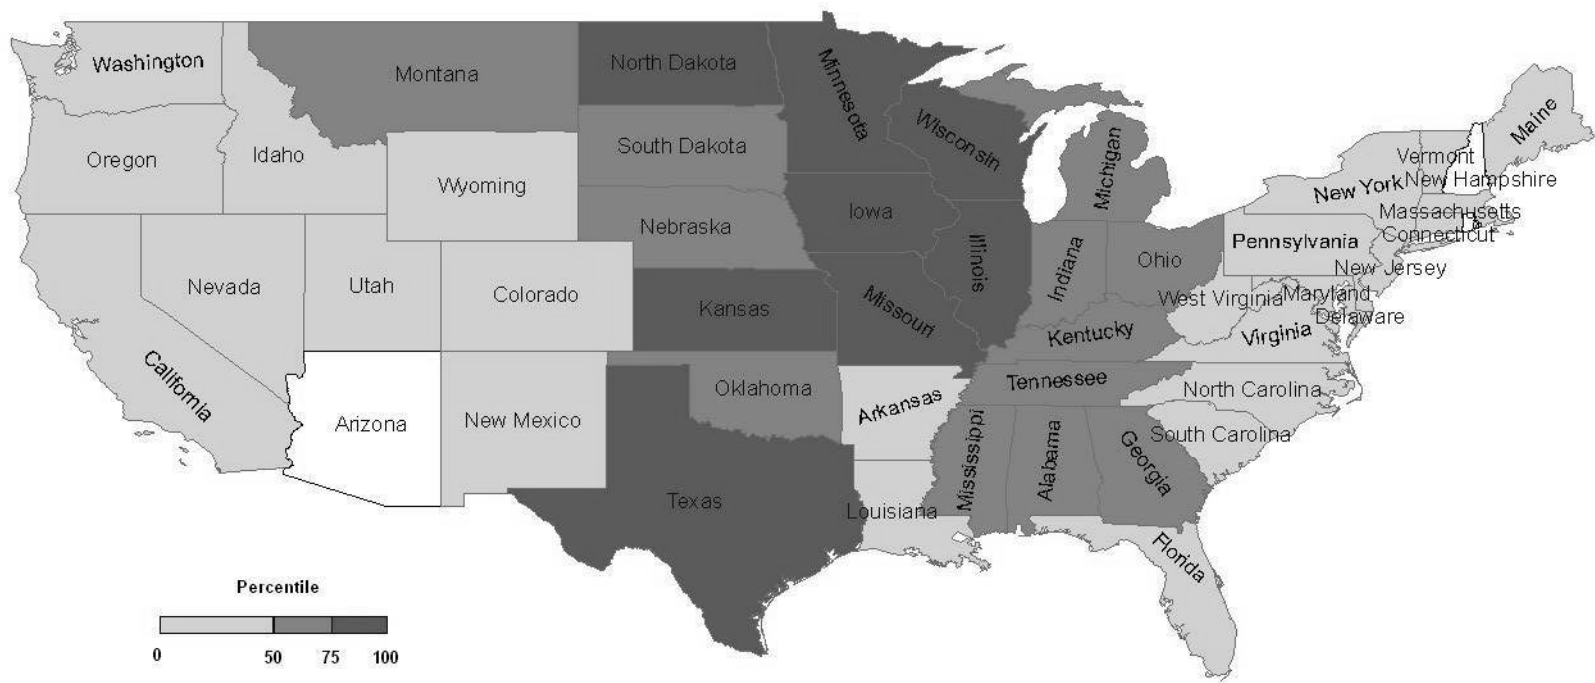 Washington
Montana
North Dakota
Minnesota
Wisconsin
Michigan
Maine
Oregon
Idaho
Wyoming
South Dakota
Vermont
New York
New Hampshire
Massachusetts
Connecticut
Nebraska
Iowa
Illinois
Indiana
Ohio
Pennsylvania
New Jersey
Nevada
Utah
Colorado
Kansas
Missouri
Kentucky
West Virginia
Maryland
Delaware
Virginia
California
Arizona
New Mexico
Oklahoma
Arkansas
Tennessee
North Carolina
South Carolina
Mississippi
Alabama
Georgia
Texas
Louisiana
Florida
Percentile
0 50 75 100